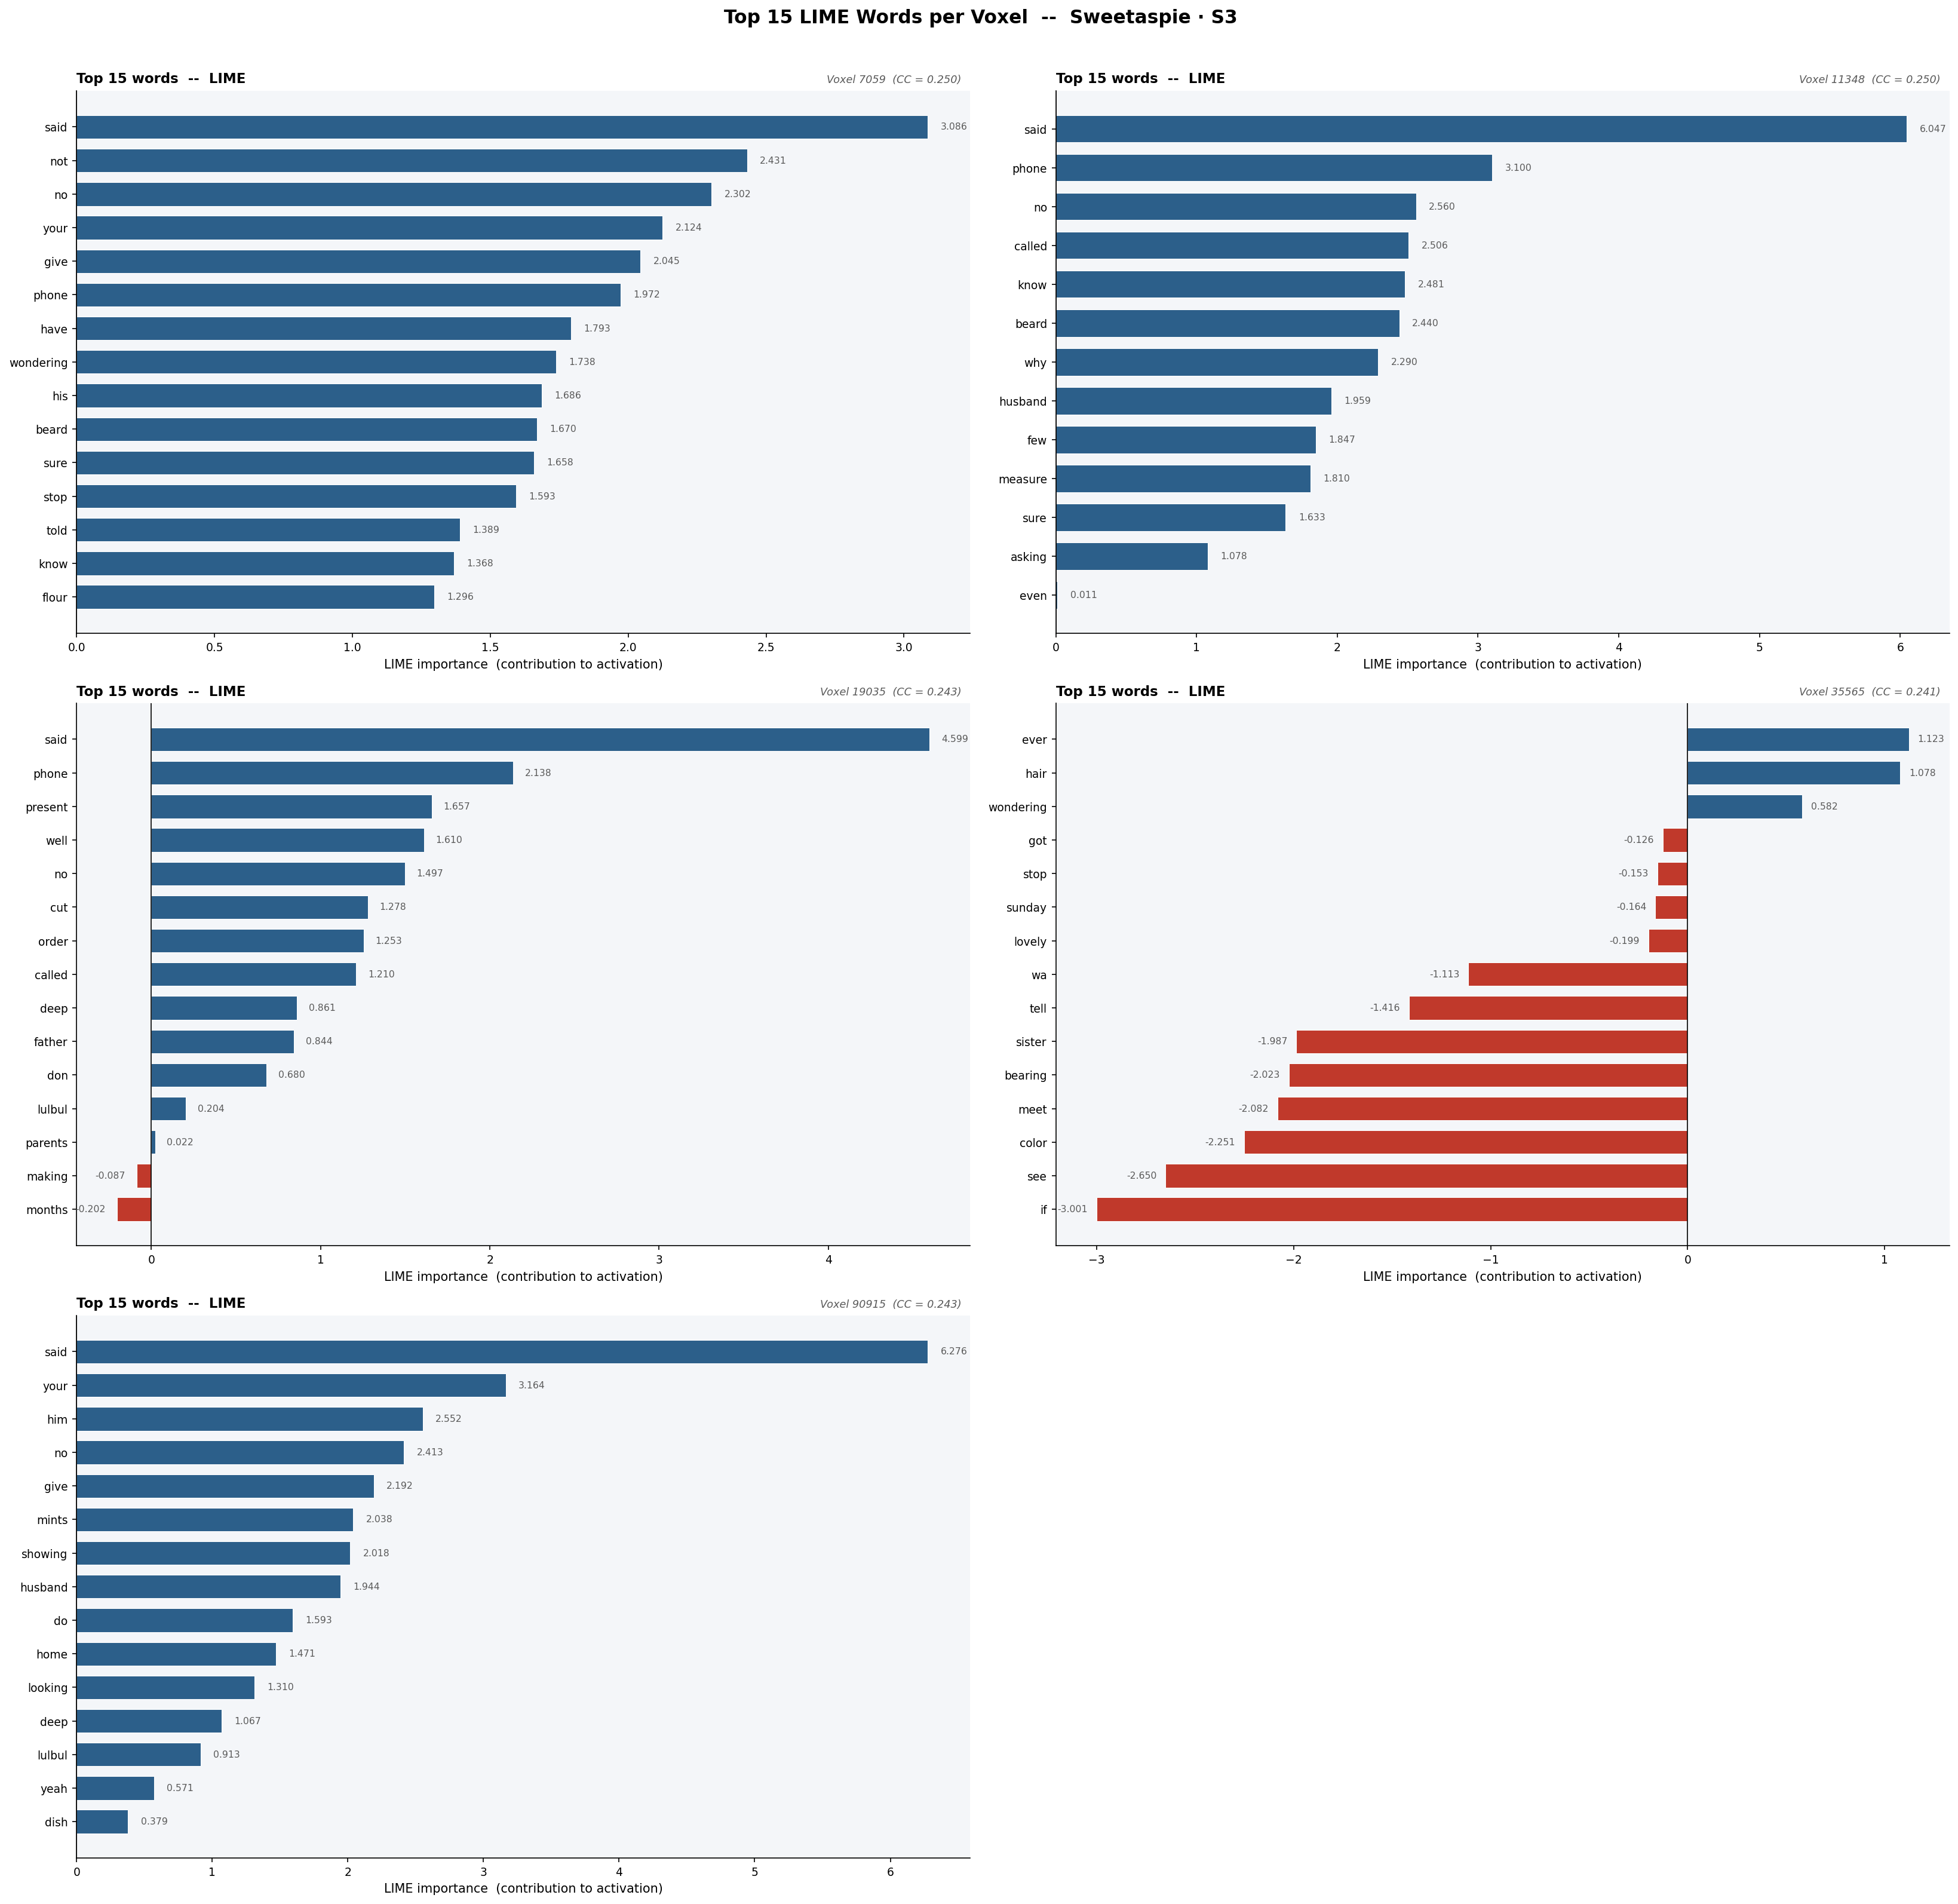 Top 15 LIME Words per Voxel  --  Sweetaspie · S3
Top 15 words  --  LIME
Voxel 7059  (CC = 0.250)
said 3.086
not 2.431
no 2.302
your 2.124
give 2.045
phone 1.972
have 1.793
wondering 1.738
his 1.686
beard 1.670
sure 1.658
stop 1.593
told 1.389
know 1.368
flour 1.296
0.0 0.5 1.0 1.5 2.0 2.5 3.0
LIME importance  (contribution to activation)
Top 15 words  --  LIME
Voxel 11348  (CC = 0.250)
said 6.047
phone 3.100
no 2.560
called 2.506
know 2.481
beard 2.440
why 2.290
husband 1.959
few 1.847
measure 1.810
sure 1.633
asking 1.078
even 0.011
0 1 2 3 4 5 6
LIME importance  (contribution to activation)
Top 15 words  --  LIME
Voxel 19035  (CC = 0.243)
said 4.599
phone 2.138
present 1.657
well 1.610
no 1.497
cut 1.278
order 1.253
called 1.210
deep 0.861
father 0.844
don 0.680
lulbul 0.204
parents 0.022
making -0.087
months -0.202
0 1 2 3 4
LIME importance  (contribution to activation)
Top 15 words  --  LIME
Voxel 35565  (CC = 0.241)
ever 1.123
hair 1.078
wondering 0.582
got -0.126
stop -0.153
sunday -0.164
lovely -0.199
wa -1.113
tell -1.416
sister -1.987
bearing -2.023
meet -2.082
color -2.251
see -2.650
if -3.001
−3 −2 −1 0 1
LIME importance  (contribution to activation)
Top 15 words  --  LIME
Voxel 90915  (CC = 0.243)
said 6.276
your 3.164
him 2.552
no 2.413
give 2.192
mints 2.038
showing 2.018
husband 1.944
do 1.593
home 1.471
looking 1.310
deep 1.067
lulbul 0.913
yeah 0.571
dish 0.379
0 1 2 3 4 5 6
LIME importance  (contribution to activation)